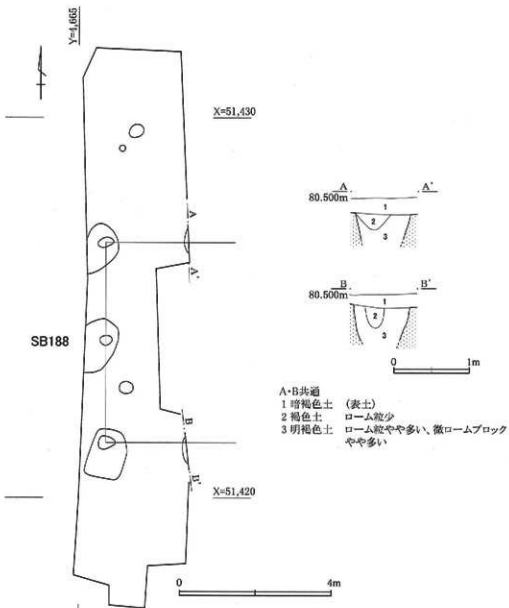 Y=4,665
X=51,430
A
A'
SB188
B
B'
X=51,420
0 4m
A A'
80.500m
1
2
3
B B'
80.500m
1
2
3
0 1m
A・B共通
1 暗褐色土 (表土)
2 褐色土 ローム粒少
3 明褐色土 ローム粒やや多い、微ロームブロック
やや多い